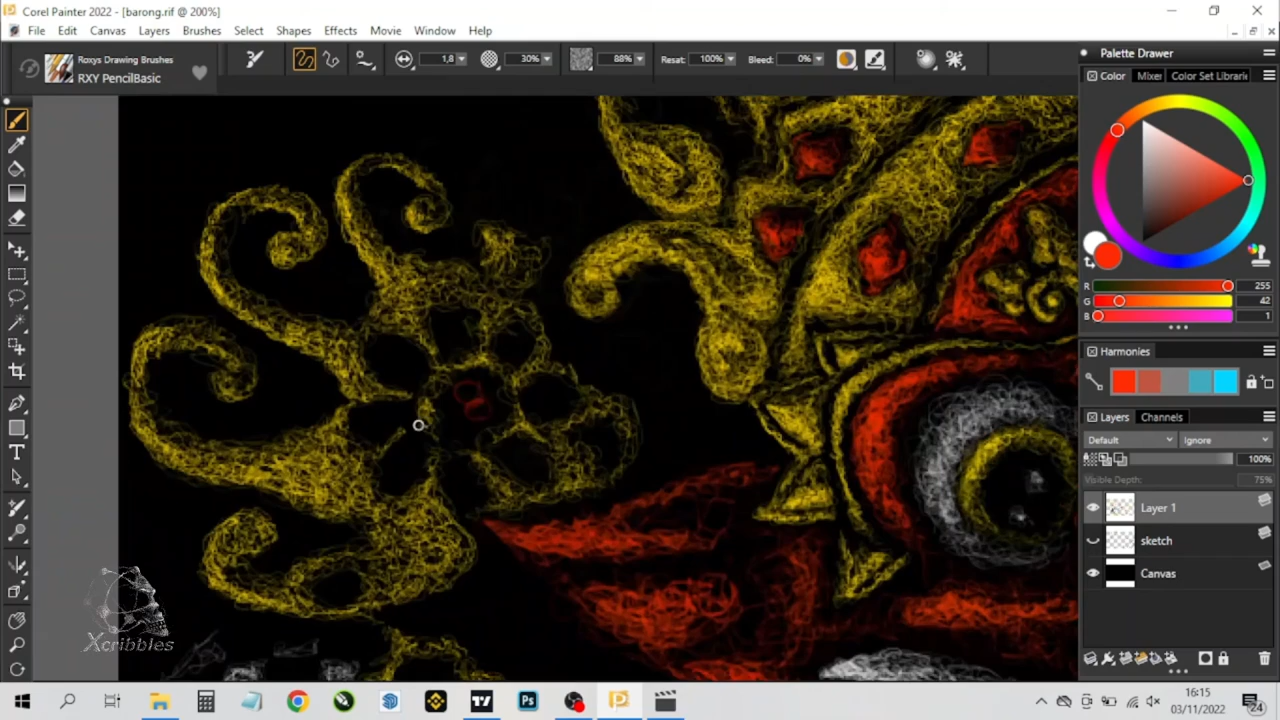 Corel Painter 2022 - [barong.rif @ 200%]
File Edit Canvas Layers Brushes Select Shapes Effects Movie Window Help
Roxys Drawing Brushes
RXY PencilBasic
1,8 30% 88% Resat: 100% Bleed: 0%
Palette Drawer
Color Mixer Color Set Librarie
R 255
G 42
B 1
Harmonies
Layers Channels
Default Ignore
100%
Visible Depth: 75%
Layer 1
sketch
Canvas
Xcribbles
16:15
03/11/2022
24